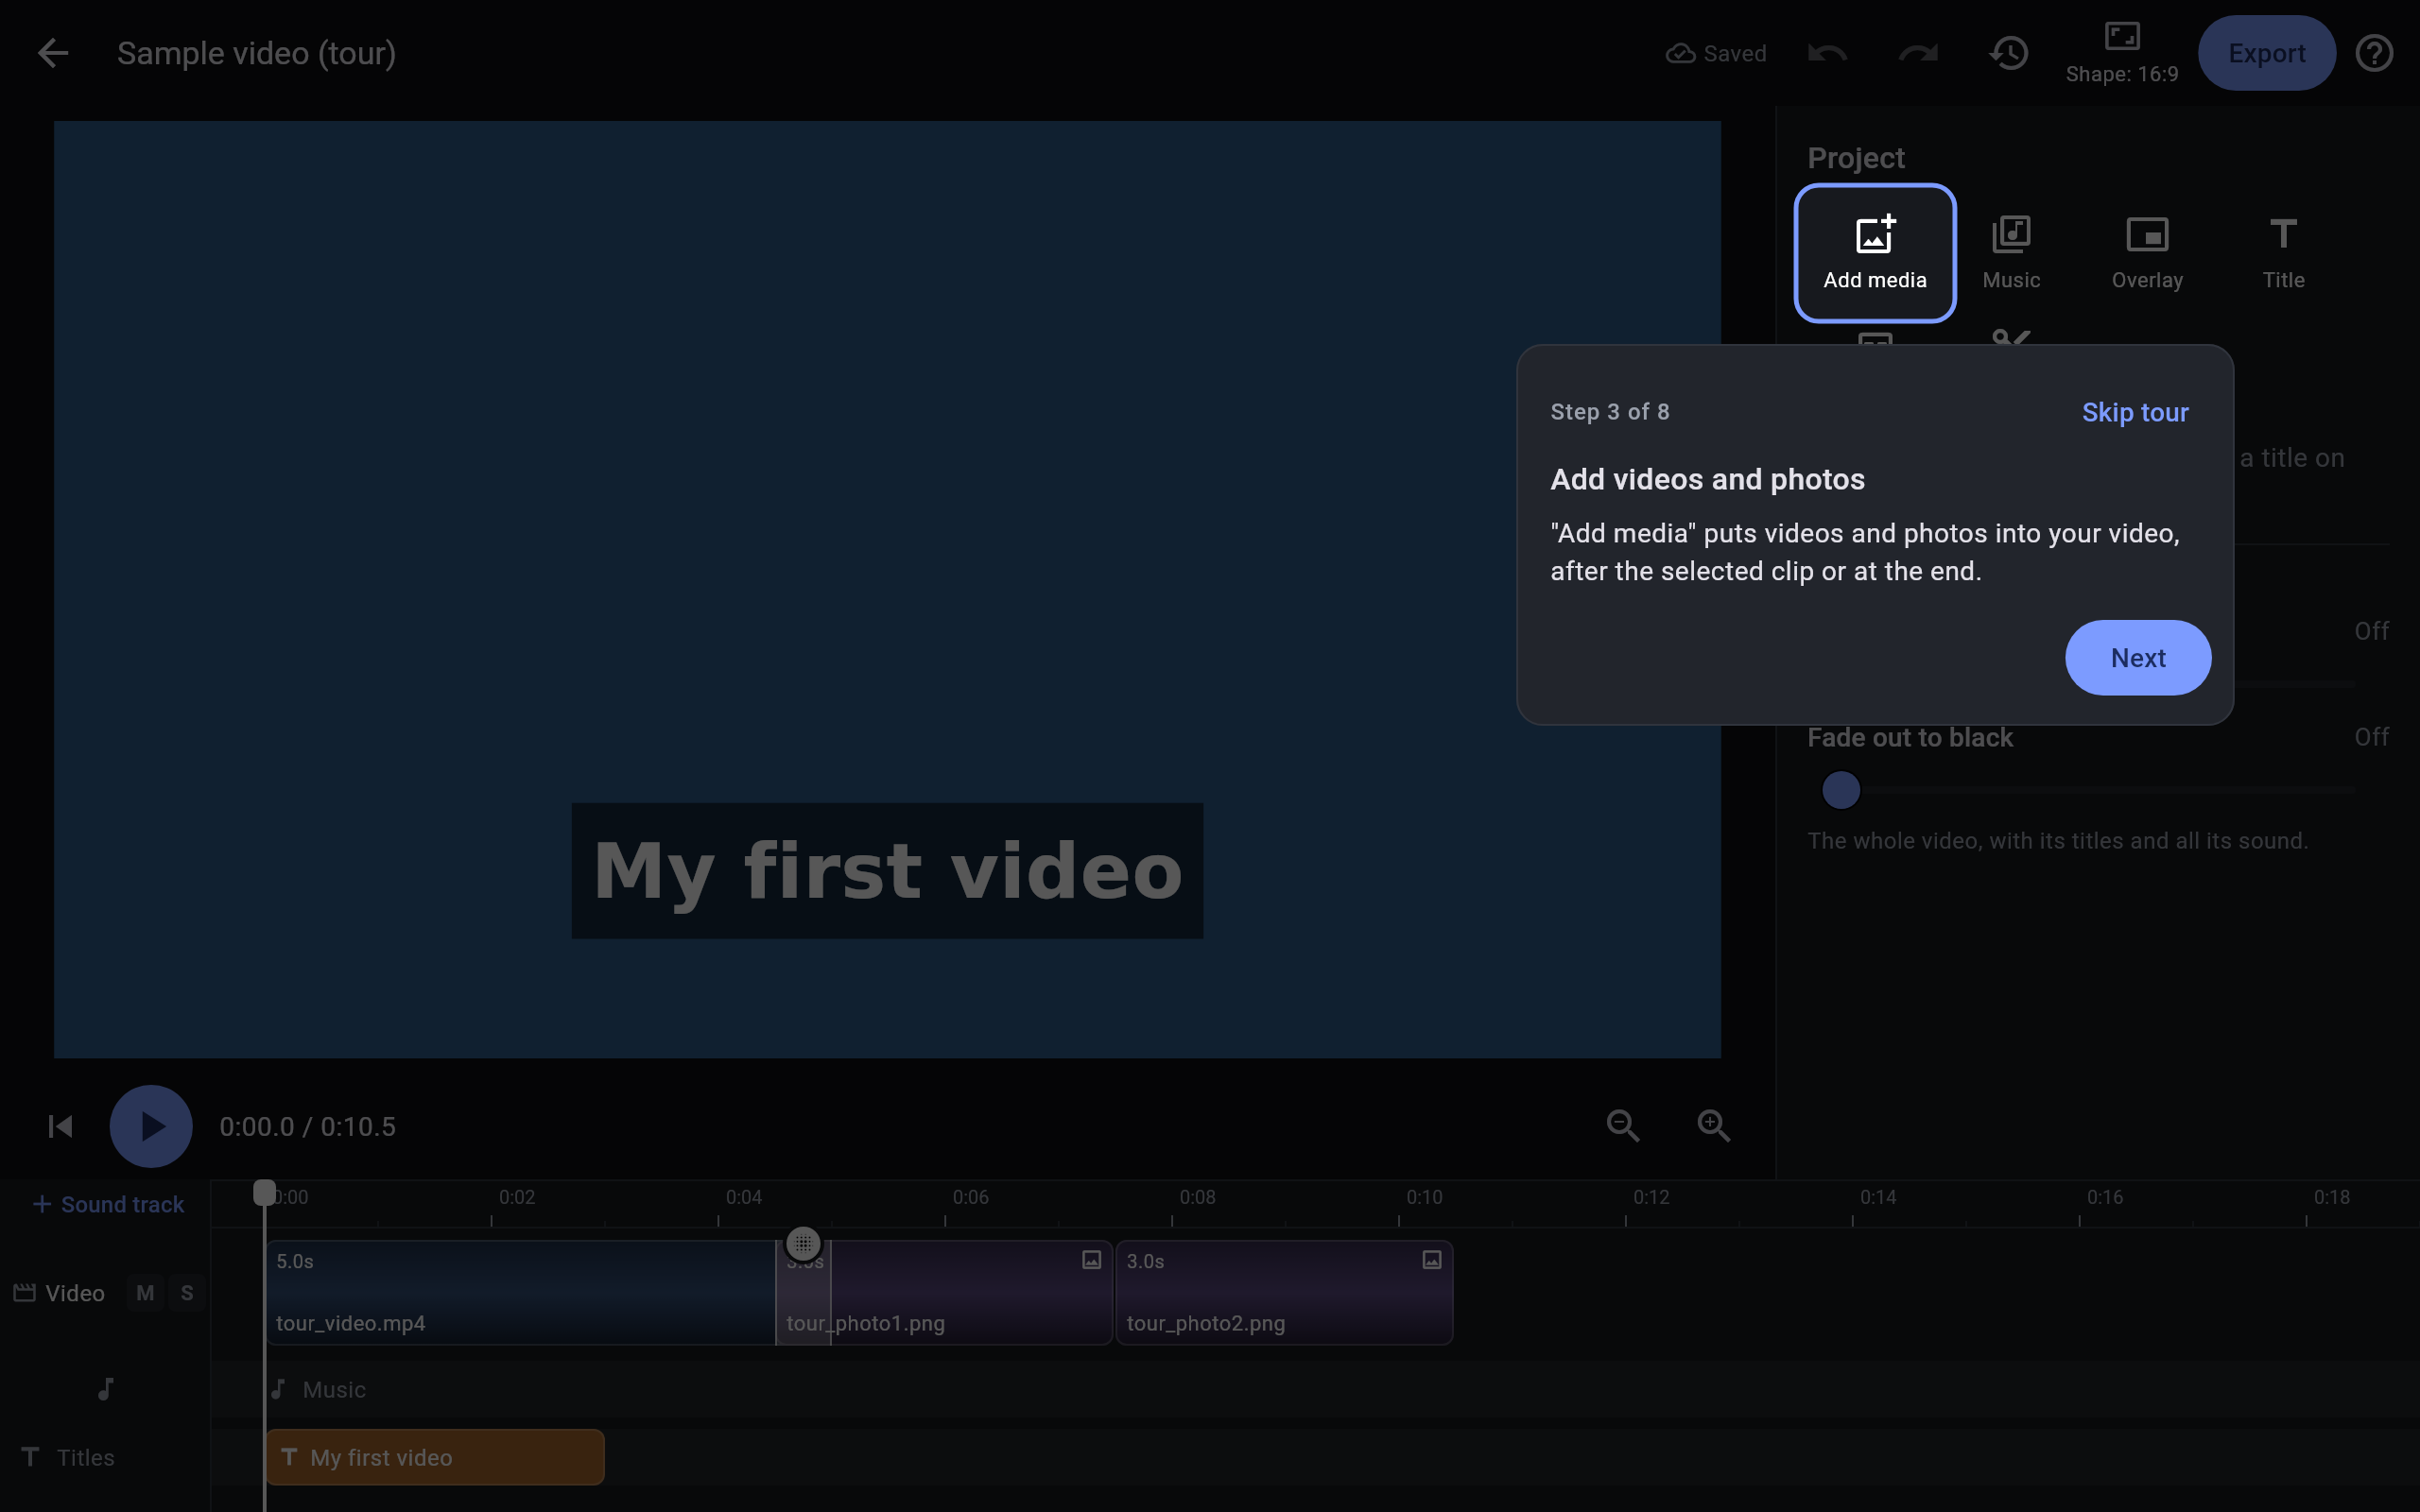 Sample video (tour)
Saved
Shape: 16:9
Export
Project
Add media
Music
Overlay
Title
Step 3 of 8
Skip tour
Add videos and photos
"Add media" puts videos and photos into your video,
after the selected clip or at the end.
Next
a title on
Off
Fade out to black
Off
The whole video, with its titles and all its sound.
My first video
0:00.0 / 0:10.5
Sound track
0:00
0:02
0:04
0:06
0:08
0:10
0:12
0:14
0:16
0:18
Video
M
S
5.0s
tour_video.mp4
tour_photo1.png
3.0s
tour_photo2.png
Music
Titles
My first video